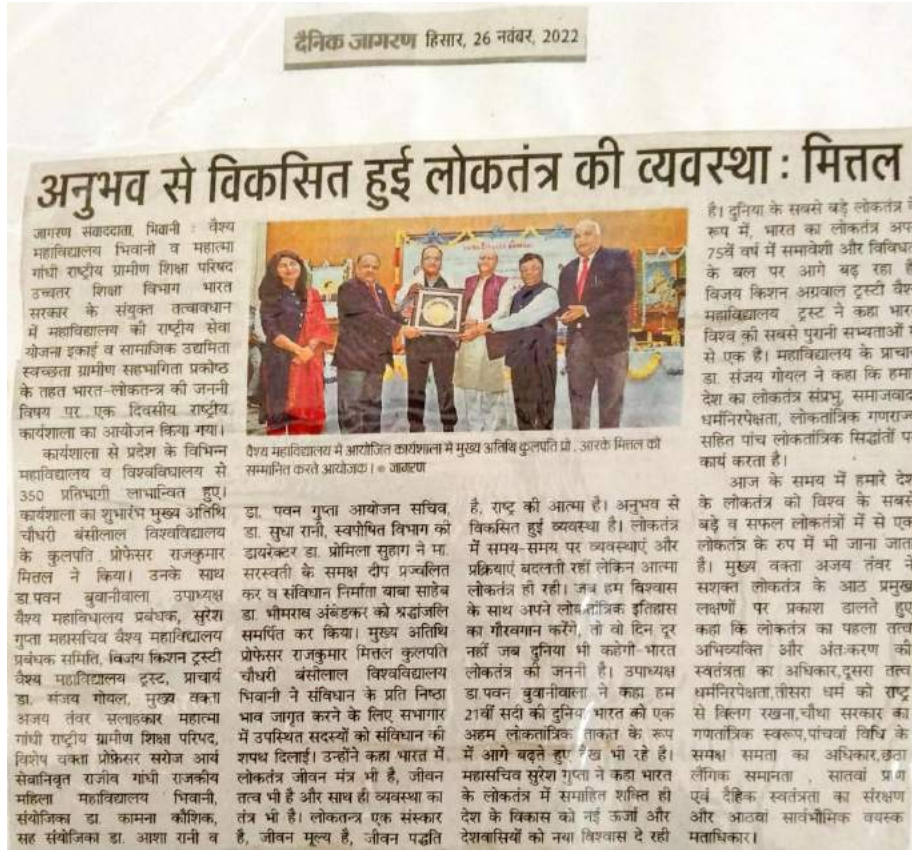 दैनिक जागरण हिसार, 26 नवंबर, 2022
अनुभव से विकसित हुई लोकतंत्र की व्यवस्था : मित्तल
जागरण संवाददाता, भिवानी : वैश्य
महाविद्यालय भिवानी व महात्मा
गांधी राष्ट्रीय ग्रामीण शिक्षा परिषद
उच्चतर शिक्षा विभाग भारत
सरकार के संयुक्त तत्वावधान
में महाविद्यालय की राष्ट्रीय सेवा
योजना इकाई व सामाजिक उद्यमिता
स्वच्छता ग्रामीण सहभागिता प्रकोष्ठ
के तहत भारत-लोकतन्त्र की जननी
विषय पर एक दिवसीय राष्ट्रीय
कार्यशाला का आयोजन किया गया।
कार्यशाला से प्रदेश के विभिन्न
महाविद्यालय व विश्वविघालय से
350 प्रतिभागी लाभान्वित हुए।
कार्यशाला का शुभारंभ मुख्य अतिथि
चौधरी बंसीलाल विश्वविद्यालय
के कुलपति प्रोफेसर राजकुमार
मित्तल ने किया। उनके साथ
डा.पवन बुवानीवाला उपाध्यक्ष
वैश्य महाविघालय प्रबंधक, सुरेश
गुप्ता महासचिव वैश्य महाविघालय
प्रबंधक समिति, विजय किशन ट्रस्टी
वैश्य महाविद्यालय ट्रस्ट, प्राचार्य
डा. संजय गोयल, मुख्य वक्ता
अजय तंवर सलाहकार महात्मा
गांधी राष्ट्रीय ग्रामीण शिक्षा परिषद,
विशेष वक्ता प्रोफ़ेसर सरोज आर्य
सेवानिवृत राजीव गांधी राजकीय
महिला महाविद्यालय भिवानी,
संयोजिका डा. कामना कौशिक,
सह संयोजिका डा. आशा रानी व
वैश्य महाविद्यालय में आयोजित कार्यशाला में मुख्य अतिथि कुलपति प्रो. आरके मित्तल को
सम्मानित करते आयोजक। ● जागरण
डा. पवन गुप्ता आयोजन सचिव,
डा. सुधा रानी, स्वपोषित विभाग की
डायरेक्टर डा. प्रोमिला सुहाग ने मा.
सरस्वती के समक्ष दीप प्रज्वलित
कर व संविधान निर्माता बाबा साहेब
डा. भीमराव अंबेडकर को श्रद्धांजलि
समर्पित कर किया। मुख्य अतिथि
प्रोफेसर राजकुमार मित्तल कुलपति
चौधरी बंसीलाल विश्वविद्यालय
भिवानी ने संविधान के प्रति निष्ठा
भाव जागृत करने के लिए सभागार
में उपस्थित सदस्यों को संविधान की
शपथ दिलाई। उन्होंने कहा भारत में
लोकतंत्र जीवन मंत्र भी है, जीवन
तत्व भी है और साथ ही व्यवस्था का
तंत्र भी है। लोकतन्त्र एक संस्कार
है, जीवन मूल्य है, जीवन पद्धति
है, राष्ट्र की आत्मा है। अनुभव से
विकसित हुई व्यवस्था है। लोकतंत्र
में समय-समय पर व्यवस्थाएं और
प्रक्रियाएं बदलती रहीं लेकिन आत्मा
लोकतंत्र ही रही। जब हम विश्वास
के साथ अपने लोकतांत्रिक इतिहास
का गौरवगान करेंगे, तो वो दिन दूर
नहीं जब दुनिया भी कहेगी-भारत
लोकतंत्र की जननी है। उपाध्यक्ष
डा.पवन बुवानीवाला ने कहा हम
21वीं सदी की दुनिया भारत को एक
अहम लोकतांत्रिक ताकत के रूप
में आगे बढ़ते हुए देख भी रहे है।
महासचिव सुरेश गुप्ता ने कहा भारत
के लोकतंत्र में समाहित शक्ति ही
देश के विकास को नई ऊर्जा और
देशवासियों को नया विश्वास दे रही
है। दुनिया के सबसे बड़े लोकतंत्र
रूप में, भारत का लोकतंत्र
75वें वर्ष में समावेशी और
के बल पर आगे बढ़ रहा
विजय किशन अग्रवाल ट्रस्टी
महाविद्यालय ट्रस्ट ने कहा
विश्व की सबसे पुरानी सभ्यताओं
से एक है। महाविद्यालय के
डा. संजय गोयल ने कहा कि
देश का लोकतंत्र संप्रभु,
धर्मनिरपेक्षता, लोकतांत्रिक
सहित पांच लोकतांत्रिक सिद्धांतों
कार्य करता है।
आज के समय में हमारे देश
के लोकतंत्र को विश्व के
बड़े व सफल लोकतंत्रों में से एक
लोकतंत्र के रुप में भी जाना जाता
है। मुख्य वक्ता अजय तंवर ने
सशक्त लोकतंत्र के आठ प्रमुख
लक्षणों पर प्रकाश डालते हुए
कहा कि लोकतंत्र का पहला तत्व
अभिव्यक्ति और अंतःकरण की
स्वतंत्रता का अधिकार,दूसरा तत्व
धर्मनिरपेक्षता,तीसरा धर्म को राष्ट्र
से विलग रखना,चौथा सरकार का
गणतांत्रिक स्वरूप,पांचवां विधि के
समक्ष समता का अधिकार,छठा
लैंगिक समानता , सातवां प्राण
एवं दैहिक स्वतंत्रता का संरक्षण
और आठवां सार्वभौमिक वयस्क
मताधिकार।